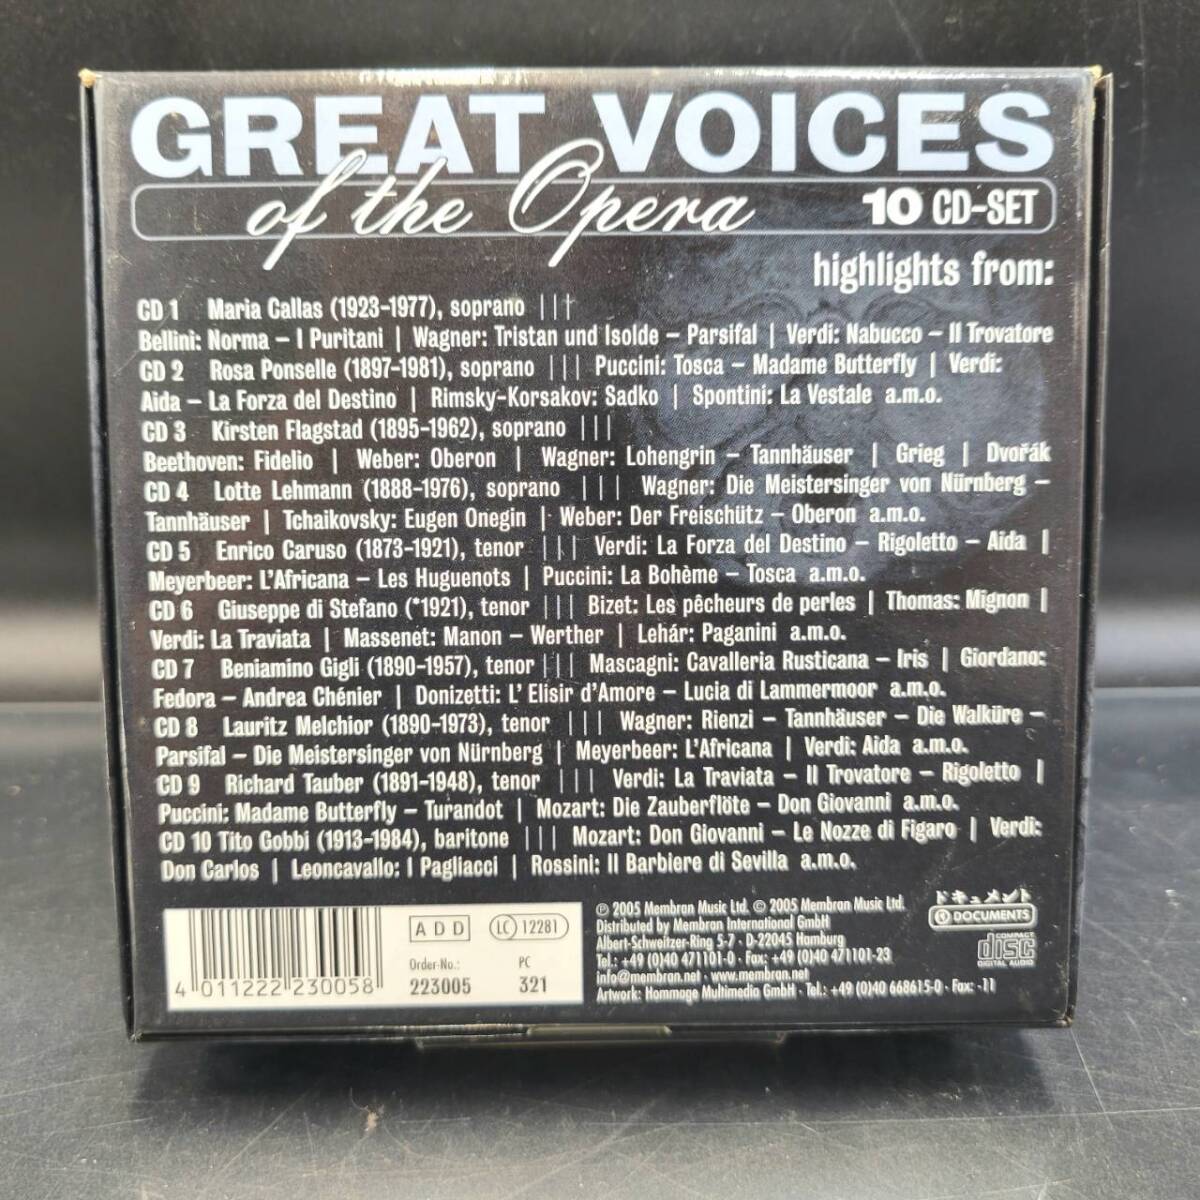 GREAT VOICES
of the Opera
10 CD-SET
highlights from:
CD 1 Maria Callas (1923-1977), soprano | | |
Bellini: Norma – I Puritani | Wagner: Tristan und Isolde – Parsifal | Verdi: Nabucco – Il Trovatore
CD 2 Rosa Ponselle (1897-1981), soprano | | | Puccini: Tosca – Madame Butterfly | Verdi:
Aida – La Forza del Destino | Rimsky-Korsakov: Sadko | Spontini: La Vestale a.m.o.
CD 3 Kirsten Flagstad (1895-1962), soprano | | |
Beethoven: Fidelio | Weber: Oberon | Wagner: Lohengrin – Tannhäuser | Grieg | Dvořák
CD 4 Lotte Lehmann (1888-1976), soprano | | | Wagner: Die Meistersinger von Nürnberg –
Tannhäuser | Tchaikovsky: Eugen Onegin | Weber: Der Freischütz – Oberon a.m.o.
CD 5 Enrico Caruso (1873-1921), tenor | | | Verdi: La Forza del Destino – Rigoletto – Aida |
Meyerbeer: L'Africana – Les Huguenots | Puccini: La Bohème – Tosca a.m.o.
CD 6 Giuseppe di Stefano (*1921), tenor | | | Bizet: Les pêcheurs de perles | Thomas: Mignon |
Verdi: La Traviata | Massenet: Manon – Werther | Lehár: Paganini a.m.o.
CD 7 Beniamino Gigli (1890-1957), tenor | | | Mascagni: Cavalleria Rusticana – Iris | Giordano:
Fedora – Andrea Chénier | Donizetti: L' Elisir d'Amore – Lucia di Lammermoor a.m.o.
CD 8 Lauritz Melchior (1890-1973), tenor | | | Wagner: Rienzi – Tannhäuser – Die Walküre –
Parsifal – Die Meistersinger von Nürnberg | Meyerbeer: L'Africana | Verdi: Aida a.m.o.
CD 9 Richard Tauber (1891-1948), tenor | | | Verdi: La Traviata – Il Trovatore – Rigoletto |
Puccini: Madame Butterfly – Turandot | Mozart: Die Zauberflöte – Don Giovanni a.m.o.
CD 10 Tito Gobbi (1913-1984), baritone | | | Mozart: Don Giovanni – Le Nozze di Figaro | Verdi:
Don Carlos | Leoncavallo: I Pagliacci | Rossini: Il Barbiere di Sevilla a.m.o.
4 011222 230058
ADD
LC 12281
Order-No.: PC
223005 321
℗ 2005 Membran Music Ltd. © 2005 Membran Music Ltd.
Distributed by Membran International GmbH
Albert-Schweitzer-Ring 5-7 · D-22045 Hamburg
Tel.: +49 (0)40 471101-0 · Fax: +49 (0)40 471101-23
info@membran.net · www.membran.net
Artwork: Hommage Multimedia GmbH · Tel.: +49 (0)40 668615-0 · Fax: -11
ドキュメント
DOCUMENTS
COMPACT
disc
DIGITAL AUDIO